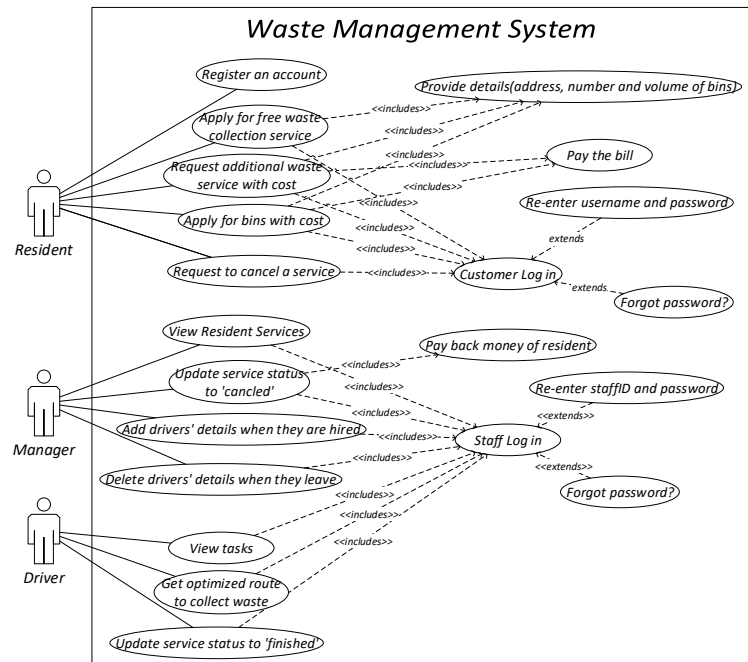 Waste Management System
Register an account
Provide details(address, number and volume of bins)
<<includes>>
Apply for free waste
collection service
<<includes>>
<<includes>>
Request additional waste
service with cost
<<includes>>
Pay the bill
<<includes>>
Re-enter username and password
<<includes>>
Apply for bins with cost
<<includes>>
<<includes>>
extends
Resident
Request to cancel a service
<<includes>>
Customer Log in
extends
Forgot password?
View Resident Services
Pay back money of resident
<<includes>>
Update service status
to 'cancled'
<<includes>>
Re-enter staffID and password
<<includes>>
<<extends>>
Add drivers' details when they are hired
<<includes>>
Staff Log in
Manager
<<includes>>
<<extends>>
Delete drivers' details when they leave
Forgot password?
<<includes>>
<<includes>>
View tasks
<<includes>>
Driver
Get optimized route
to collect waste
Update service status to 'finished'